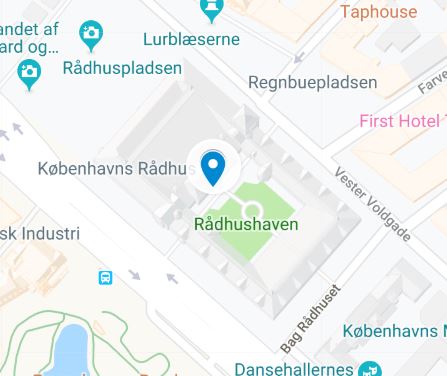 andet af
ard og...
Lurblæserne
Taphouse
Rådhuspladsen
Regnbuepladsen
Farve
First Hotel
Københavns Rådhus
Vester Voldgade
Rådhushaven
sk Industri
Bag Rådhuset
Københavns M
Dansehallernes